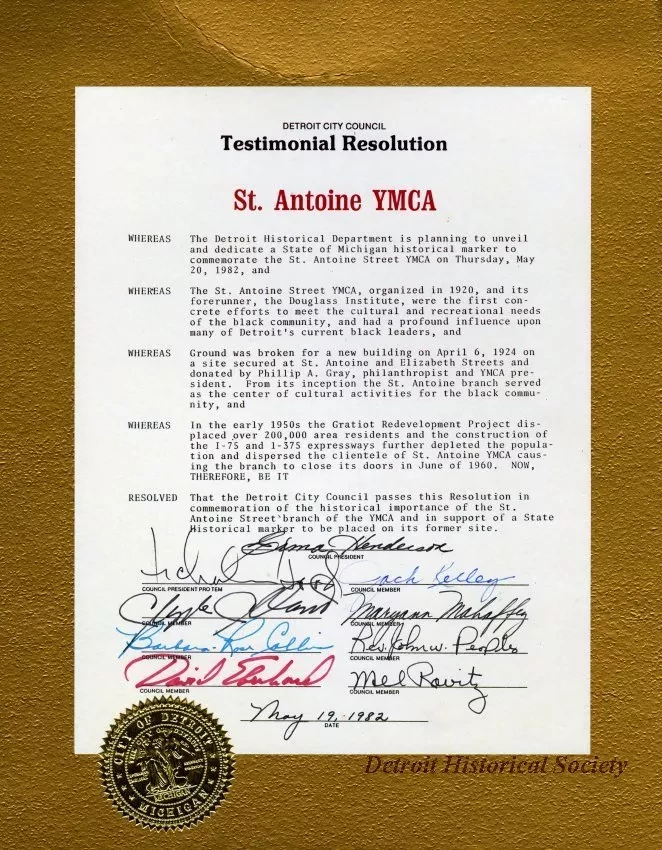 DETROIT CITY COUNCIL
Testimonial Resolution
St. Antoine YMCA
WHEREAS The Detroit Historical Department is planning to unveil
and dedicate a State of Michigan historical marker to
commemorate the St. Antoine Street YMCA on Thursday, May
20, 1982, and
WHEREAS The St. Antoine Street YMCA, organized in 1920, and its
forerunner, the Douglass Institute, were the first con-
crete efforts to meet the cultural and recreational needs
of the black community, and had a profound influence upon
many of Detroit's current black leaders, and
WHEREAS Ground was broken for a new building on April 6, 1924 on
a site secured at St. Antoine and Elizabeth Streets and
donated by Phillip A. Gray, philanthropist and YMCA pre-
sident. From its inception the St. Antoine branch served
as the center of cultural activities for the black commu-
nity, and
WHEREAS In the early 1950s the Gratiot Redevelopment Project dis-
placed over 200,000 area residents and the construction of
the I-75 and I-375 expressways further depleted the popula-
tion and dispersed the clientele of St. Antoine YMCA caus-
ing the branch to close its doors in June of 1960. NOW,
THEREFORE, BE IT
RESOLVED That the Detroit City Council passes this Resolution in
commemoration of the historical importance of the St.
Antoine Street branch of the YMCA and in support of a State
Historical marker to be placed on its former site.
Erma Henderson
COUNCIL PRESIDENT
Jack Kelley
COUNCIL PRESIDENT PRO TEM COUNCIL MEMBER
Clyde Cleveland Maryann Mahaffey
COUNCIL MEMBER COUNCIL MEMBER
Barbara-Rose Collins Rev. John W. Peoples
COUNCIL MEMBER COUNCIL MEMBER
David Eberhard Mel Ravitz
COUNCIL MEMBER COUNCIL MEMBER
May 19, 1982
DATE
CITY OF DETROIT
MICHIGAN
Detroit Historical Society